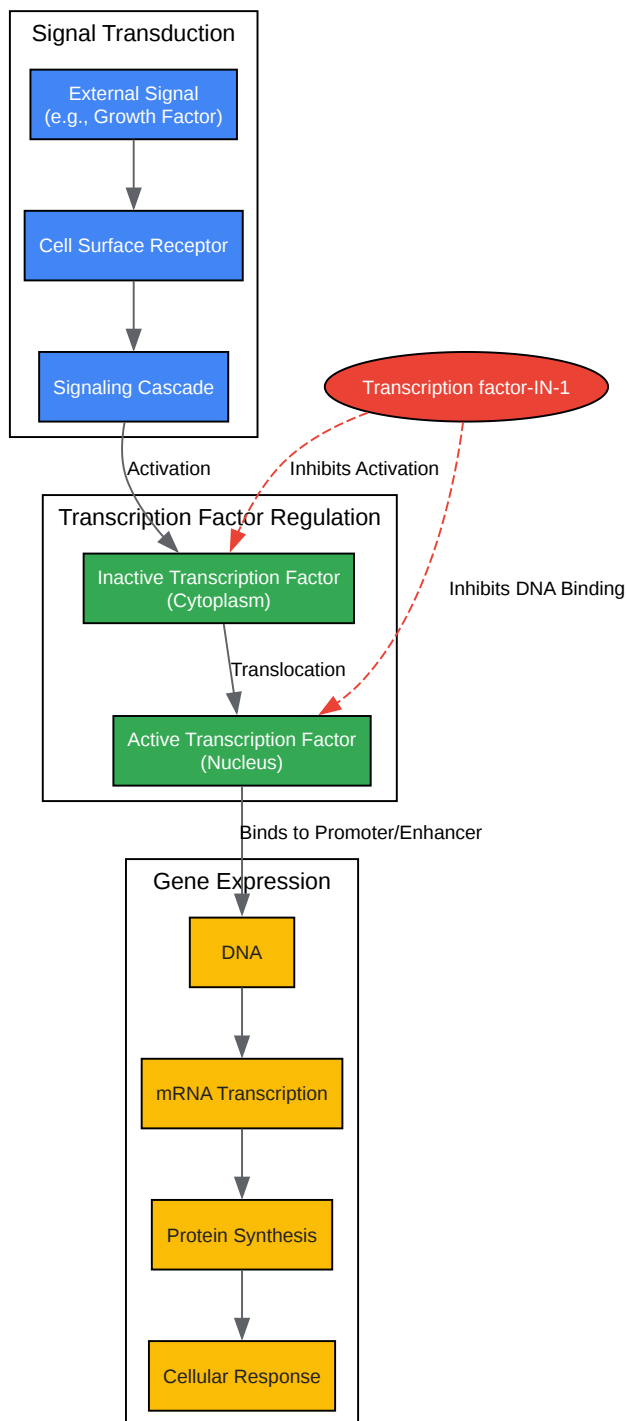 Signal Transduction
External Signal
(e.g., Growth Factor)
Cell Surface Receptor
Signaling Cascade
Transcription factor-IN-1
Activation
Inhibits Activation
Transcription Factor Regulation
Inactive Transcription Factor
(Cytoplasm)
Inhibits DNA Binding
Translocation
Active Transcription Factor
(Nucleus)
Binds to Promoter/Enhancer
Gene Expression
DNA
mRNA Transcription
Protein Synthesis
Cellular Response